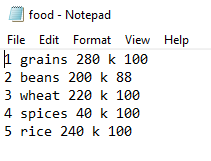 food - Notepad
File Edit Format View Help
1 grains 280 k 100
2 beans 200 k 88
3 wheat 220 k 100
4 spices 40 k 100
5 rice 240 k 100